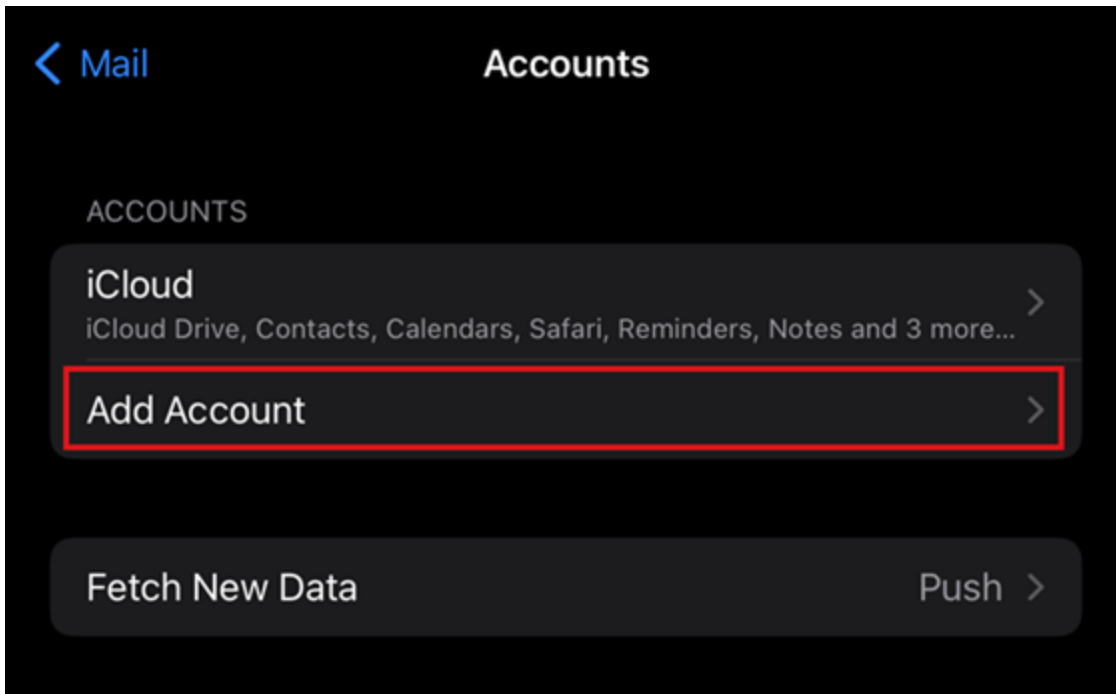 Mail
Accounts
ACCOUNTS
iCloud
iCloud Drive, Contacts, Calendars, Safari, Reminders, Notes and 3 more...
Add Account
Fetch New Data
Push